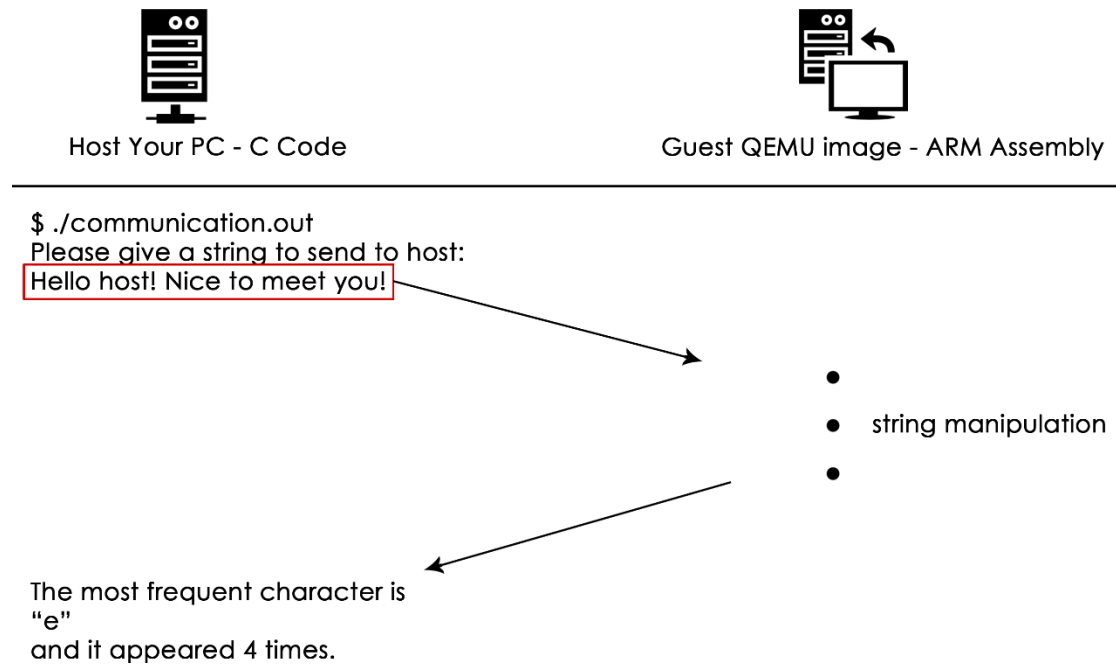 Host Your PC - C Code
Guest QEMU image - ARM Assembly
$ ./communication.out
Please give a string to send to host:
Hello host! Nice to meet you!
string manipulation
The most frequent character is
“e”
and it appeared 4 times.